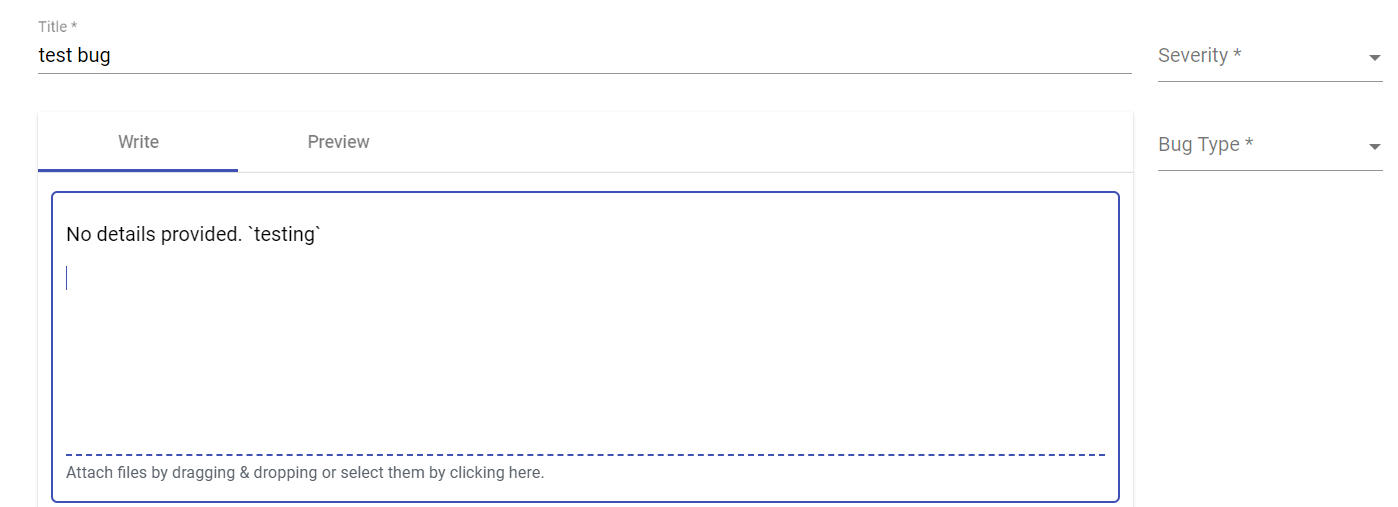 Title *
test bug
Severity *
Write
Preview
Bug Type *
No details provided. `testing`
Attach files by dragging & dropping or select them by clicking here.